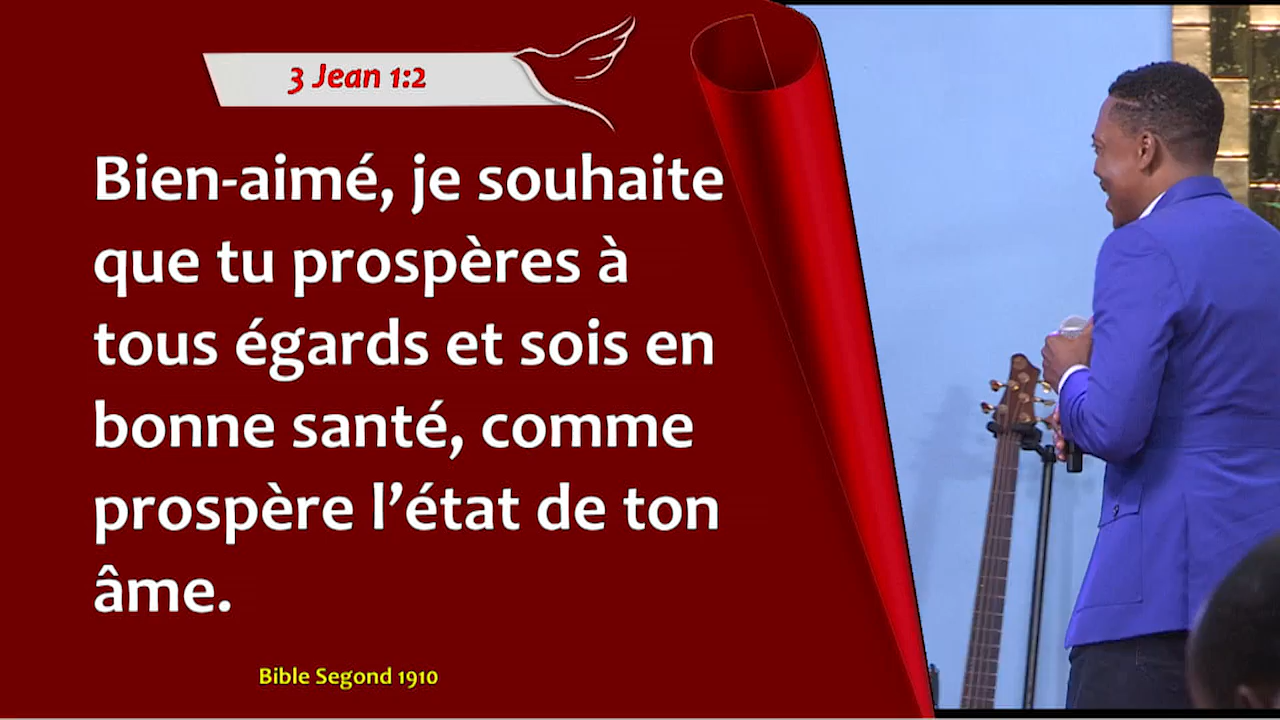 3 Jean 1:2
Bien-aimé, je souhaite
que tu prospères à
tous égards et sois en
bonne santé, comme
prospère l’état de ton
âme.
Bible Segond 1910